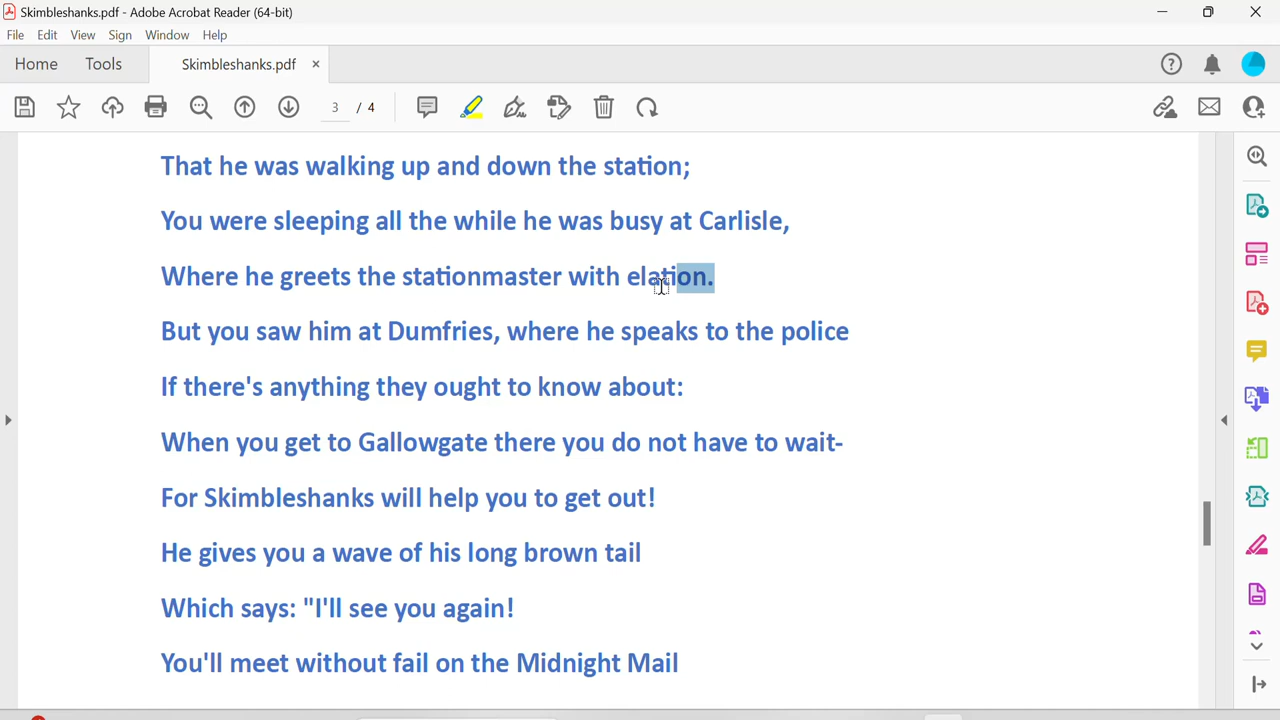 Skimbleshanks.pdf - Adobe Acrobat Reader (64-bit)
File Edit View Sign Window Help
Home Tools Skimbleshanks.pdf ×
3 / 4
That he was walking up and down the station;
You were sleeping all the while he was busy at Carlisle,
Where he greets the stationmaster with elation.
But you saw him at Dumfries, where he speaks to the police
If there's anything they ought to know about:
When you get to Gallowgate there you do not have to wait-
For Skimbleshanks will help you to get out!
He gives you a wave of his long brown tail
Which says: "I'll see you again!
You'll meet without fail on the Midnight Mail